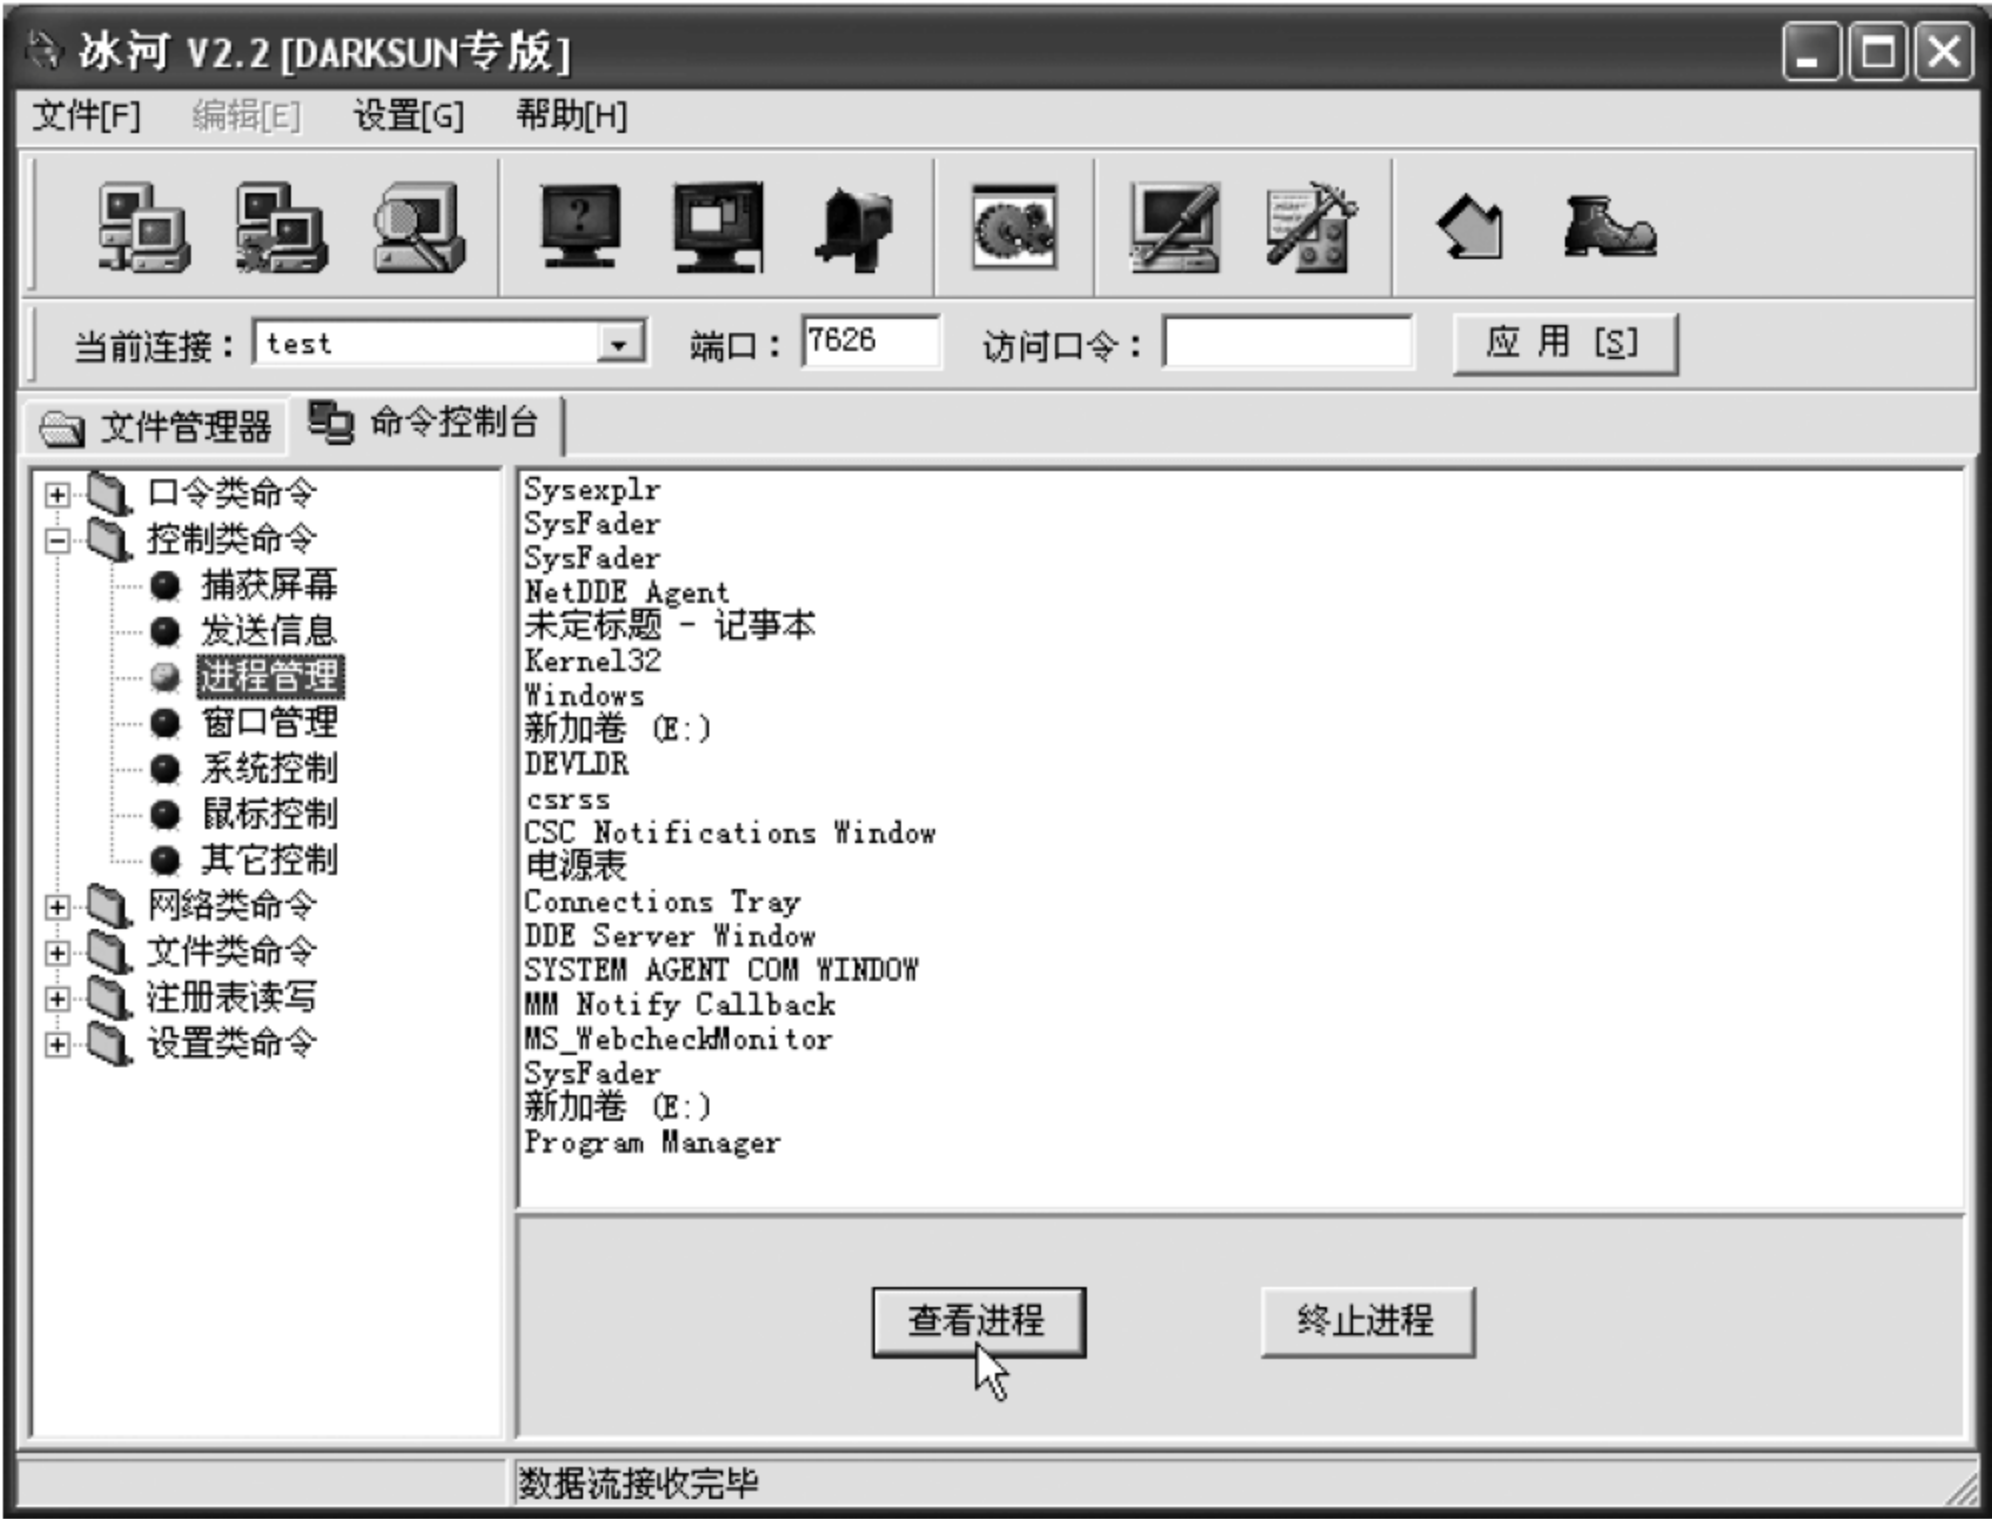 冰河 V2.2 [DARKSUN专版]
文件[F] 编辑[E] 设置[G] 帮助[H]
当前连接： test 端口： 7626 访问口令： 应 用 [S]
文件管理器 命令控制台
口令类命令
控制类命令
捕获屏幕
发送信息
进程管理
窗口管理
系统控制
鼠标控制
其它控制
网络类命令
文件类命令
注册表读写
设置类命令
Sysexplr
SysFader
SysFader
NetDDE Agent
未定标题 - 记事本
Kernel32
Windows
新加卷 (E:)
DEVLDR
csrss
CSC Notifications Window
电源表
Connections Tray
DDE Server Window
SYSTEM AGENT COM WINDOW
MM Notify Callback
MS_WebcheckMonitor
SysFader
新加卷 (E:)
Program Manager
查看进程 终止进程
数据流接收完毕